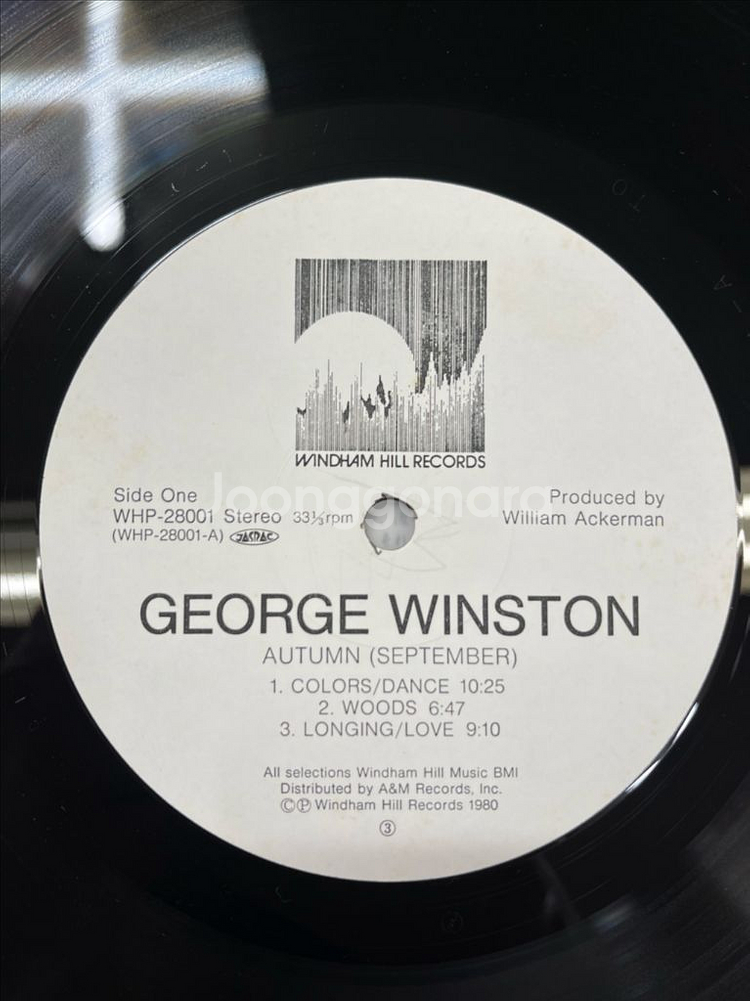 WINDHAM HILL RECORDS
Side One
WHP-28001 Stereo 33⅓rpm
(WHP-28001-A) JASRAC
Produced by
William Ackerman
Joonggonara
GEORGE WINSTON
AUTUMN (SEPTEMBER)
1. COLORS/DANCE 10:25
2. WOODS 6:47
3. LONGING/LOVE 9:10
All selections Windham Hill Music BMI
Distributed by A&M Records, Inc.
©℗ Windham Hill Records 1980
③